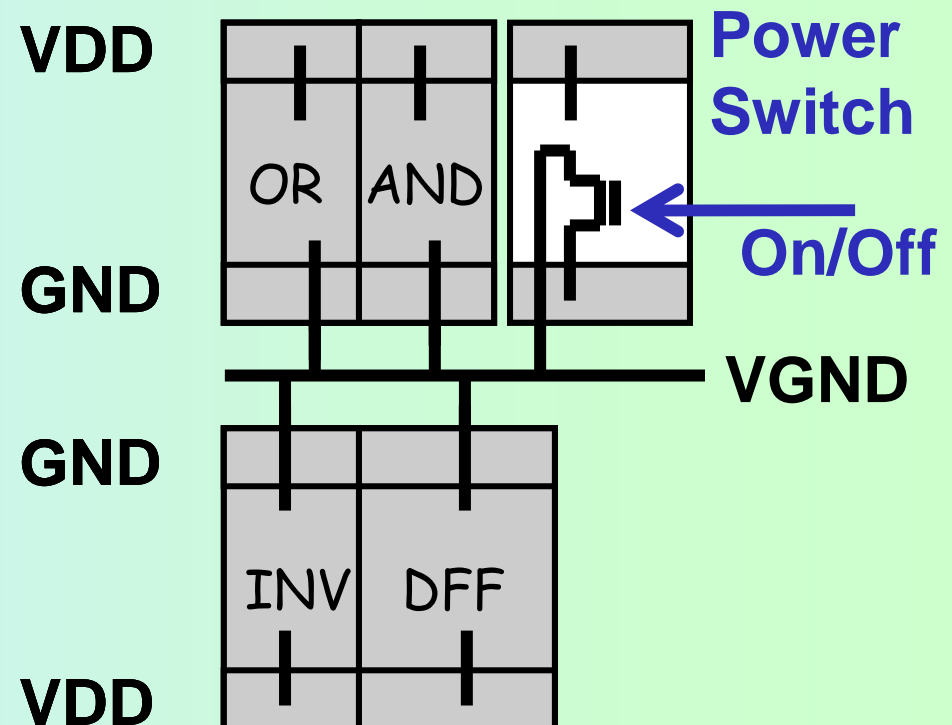 VDD
Power
Switch
OR
AND
On/Off
GND
VGND
GND
INV
DFF
VDD